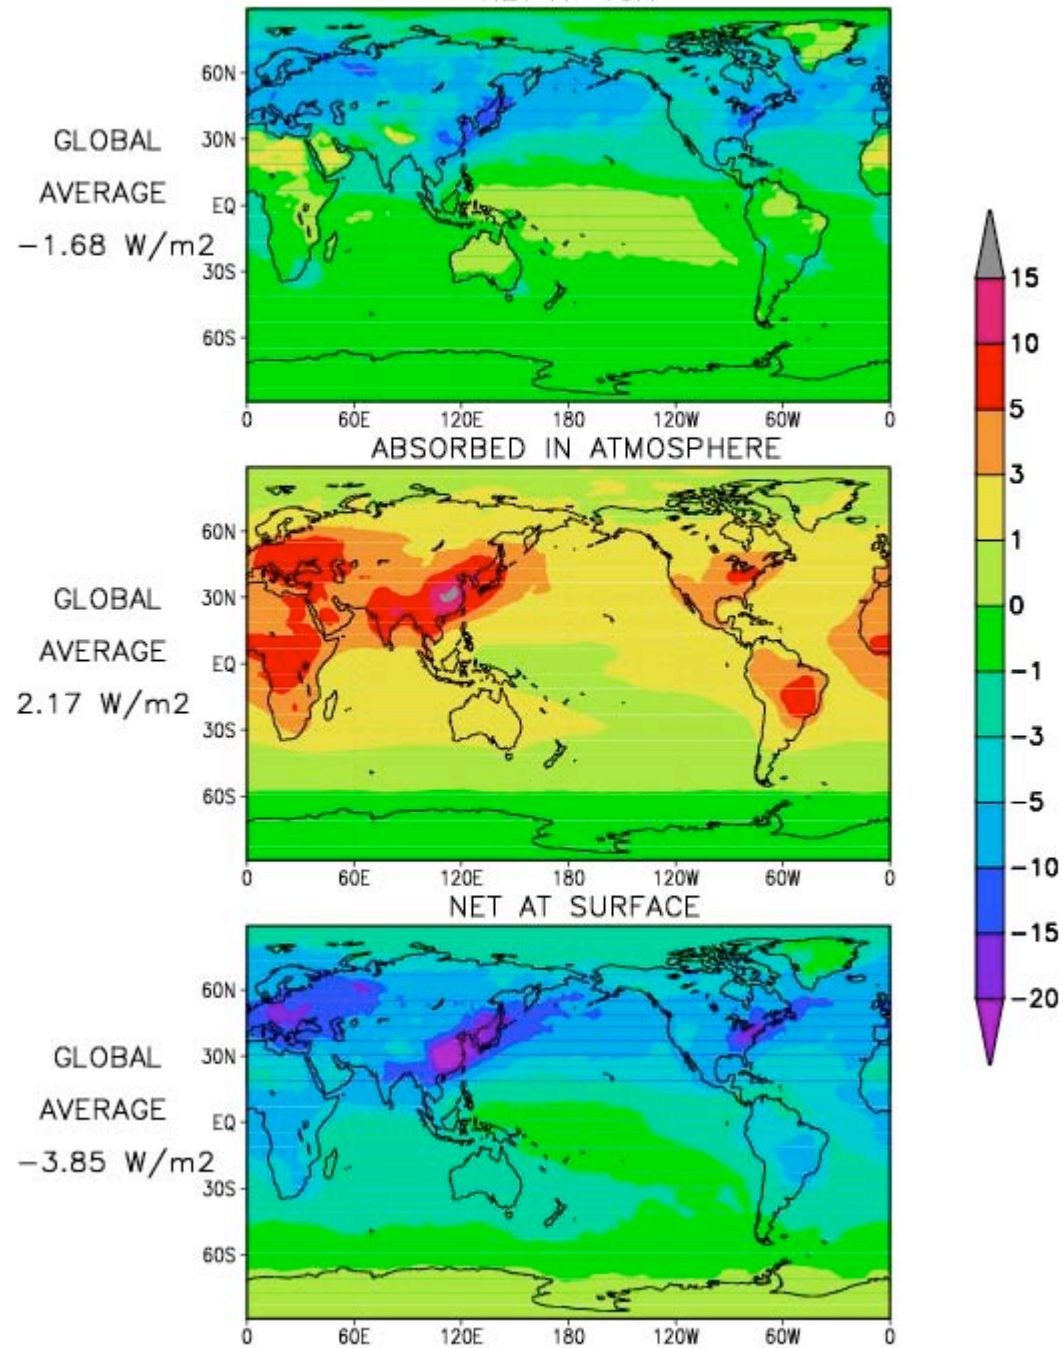 60N
30N
EQ
30S
60S
GLOBAL
AVERAGE
-1.68 W/m2
0 60E 120E 180 120W 60W 0
ABSORBED IN ATMOSPHERE
60N
30N
EQ
30S
60S
GLOBAL
AVERAGE
2.17 W/m2
0 60E 120E 180 120W 60W 0
NET AT SURFACE
60N
30N
EQ
30S
60S
GLOBAL
AVERAGE
-3.85 W/m2
0 60E 120E 180 120W 60W 0
15
10
5
3
1
0
-1
-3
-5
-10
-15
-20